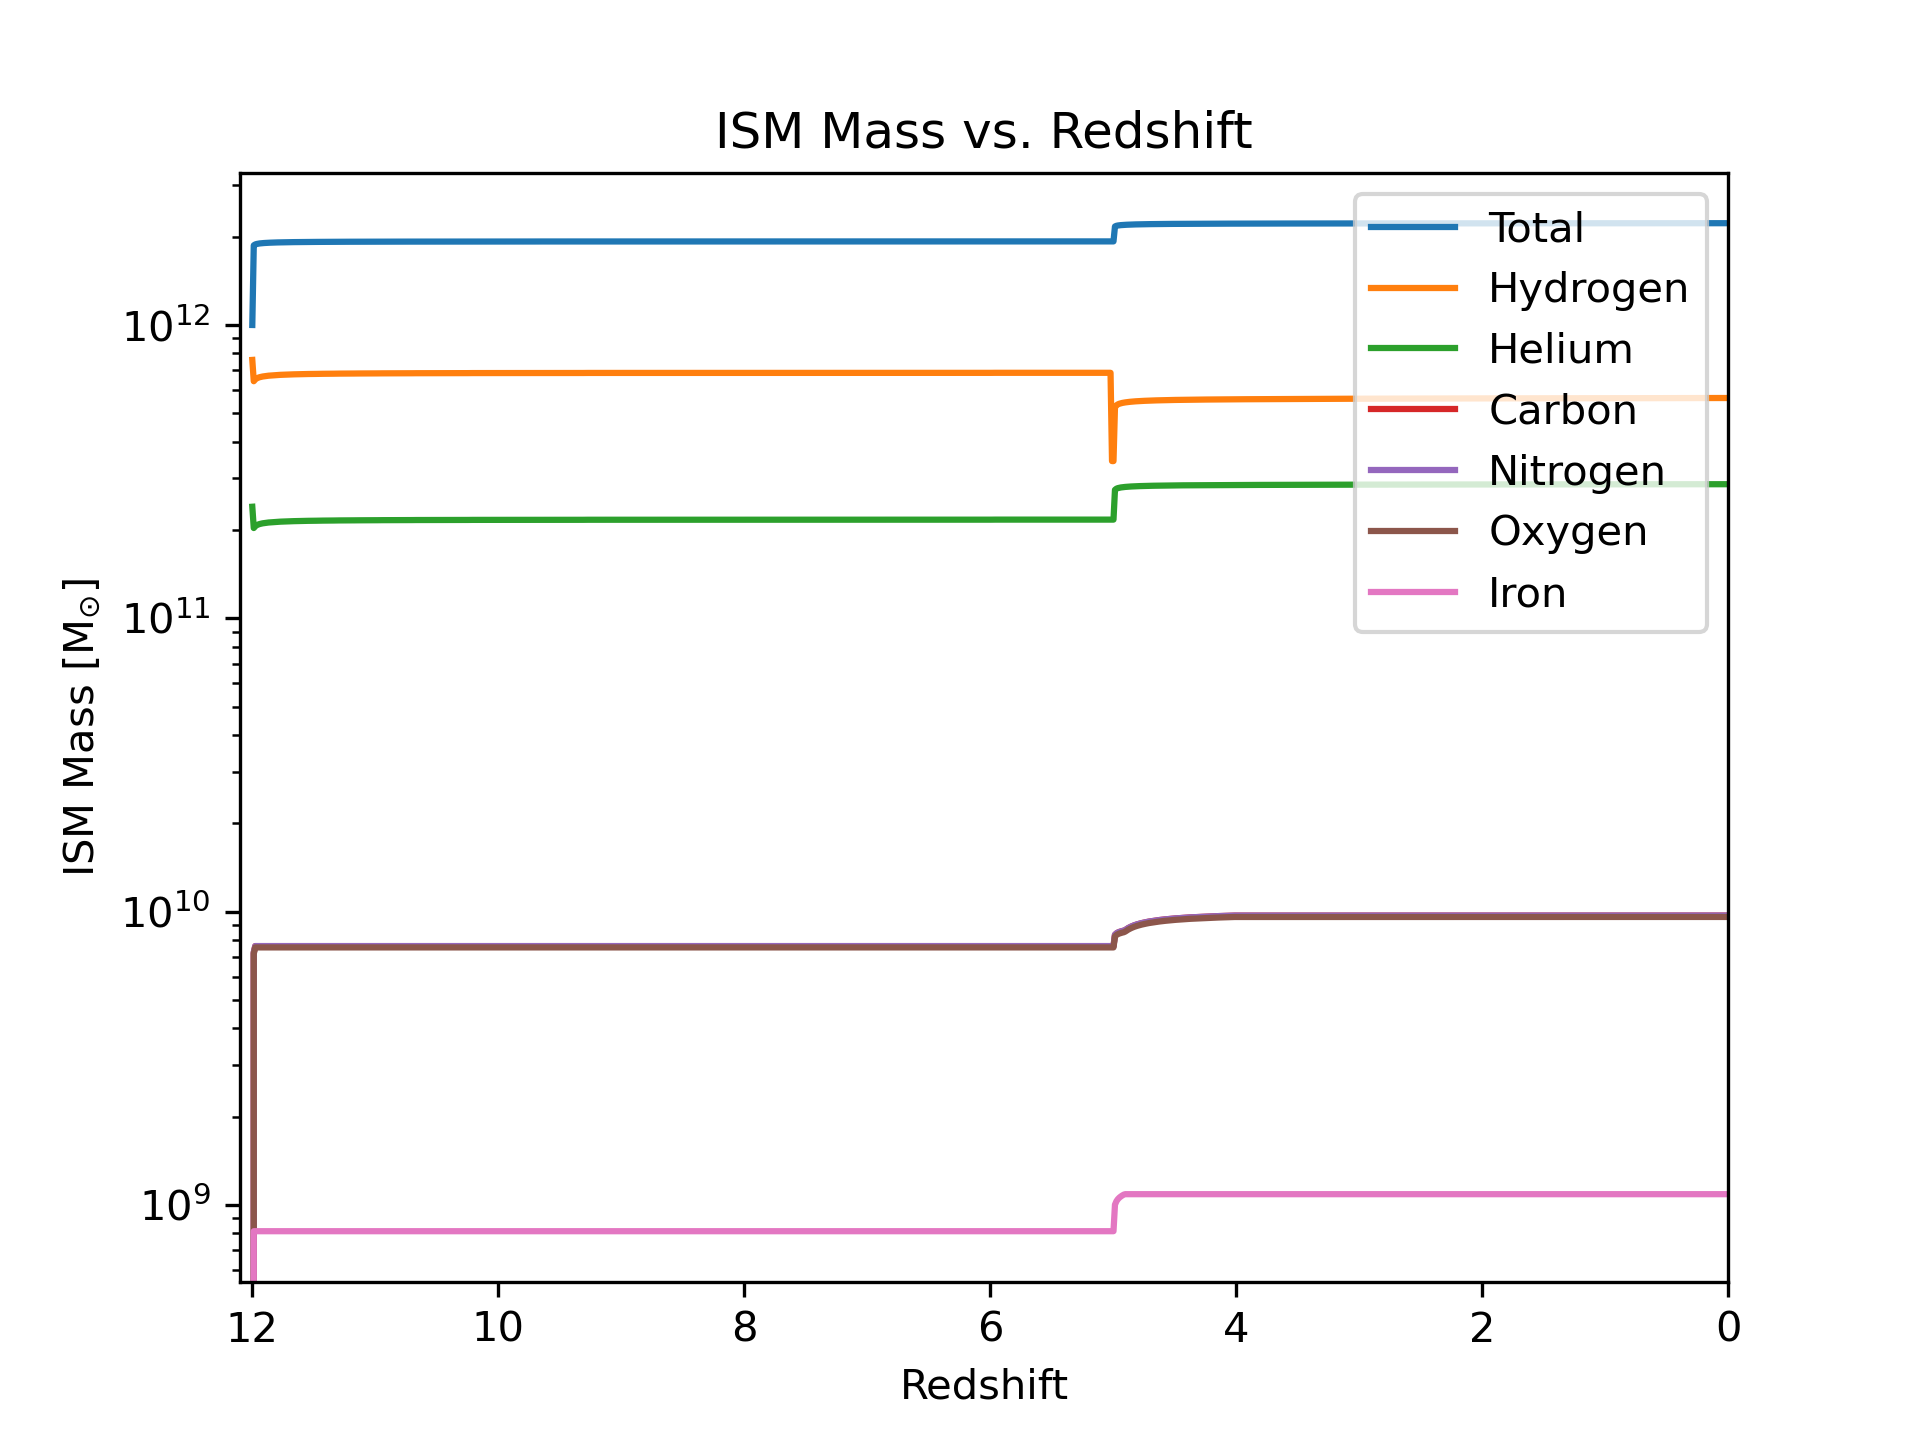 ISM Mass vs. Redshift
Total
Hydrogen
Helium
Carbon
Nitrogen
Oxygen
Iron
ISM Mass [M☉]
10¹²
10¹¹
10¹⁰
10⁹
12 10 8 6 4 2 0
Redshift